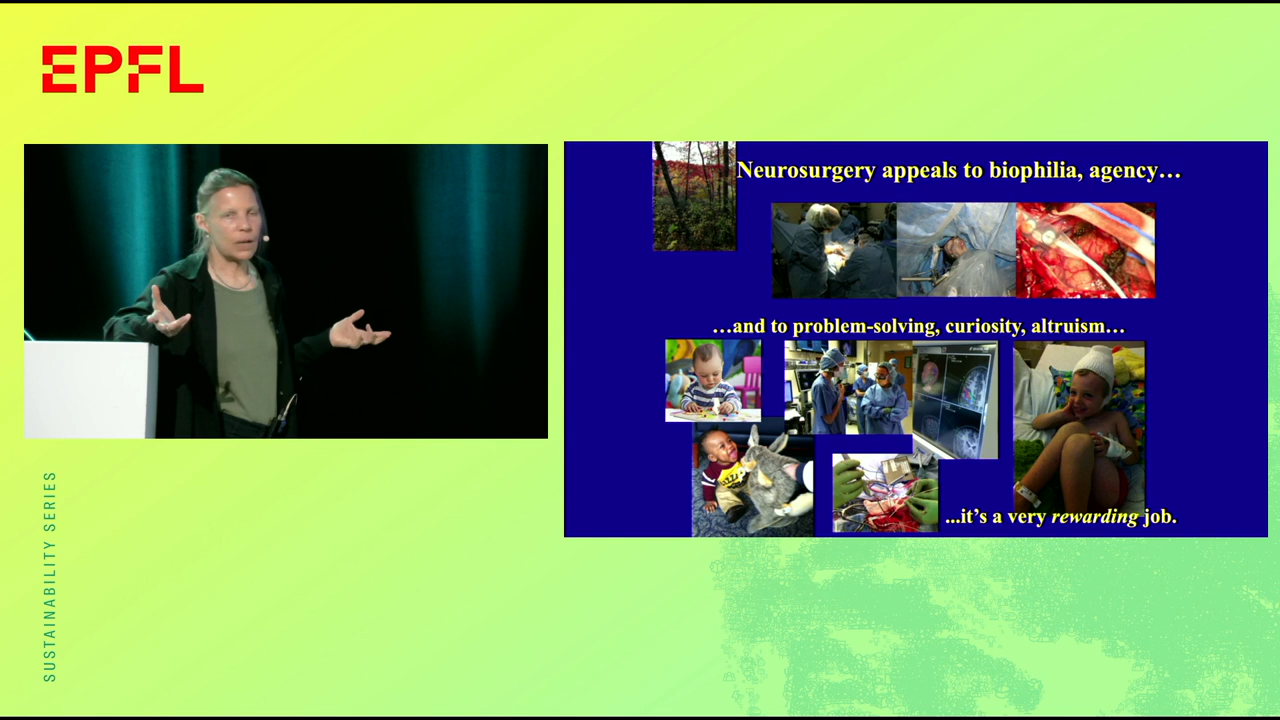 EPFL
Neurosurgery appeals to biophilia, agency…
…and to problem-solving, curiosity, altruism…
...it's a very rewarding job.
SUSTAINABILITY SERIES